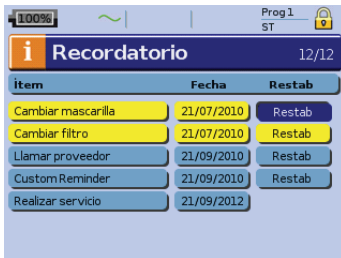 100%
Prog 1
ST
i Recordatorio 12/12
Ítem Fecha Restab
Cambiar mascarilla 21/07/2010 Restab
Cambiar filtro 21/07/2010 Restab
Llamar proveedor 21/09/2010 Restab
Custom Reminder 21/09/2010 Restab
Realizar servicio 21/09/2012